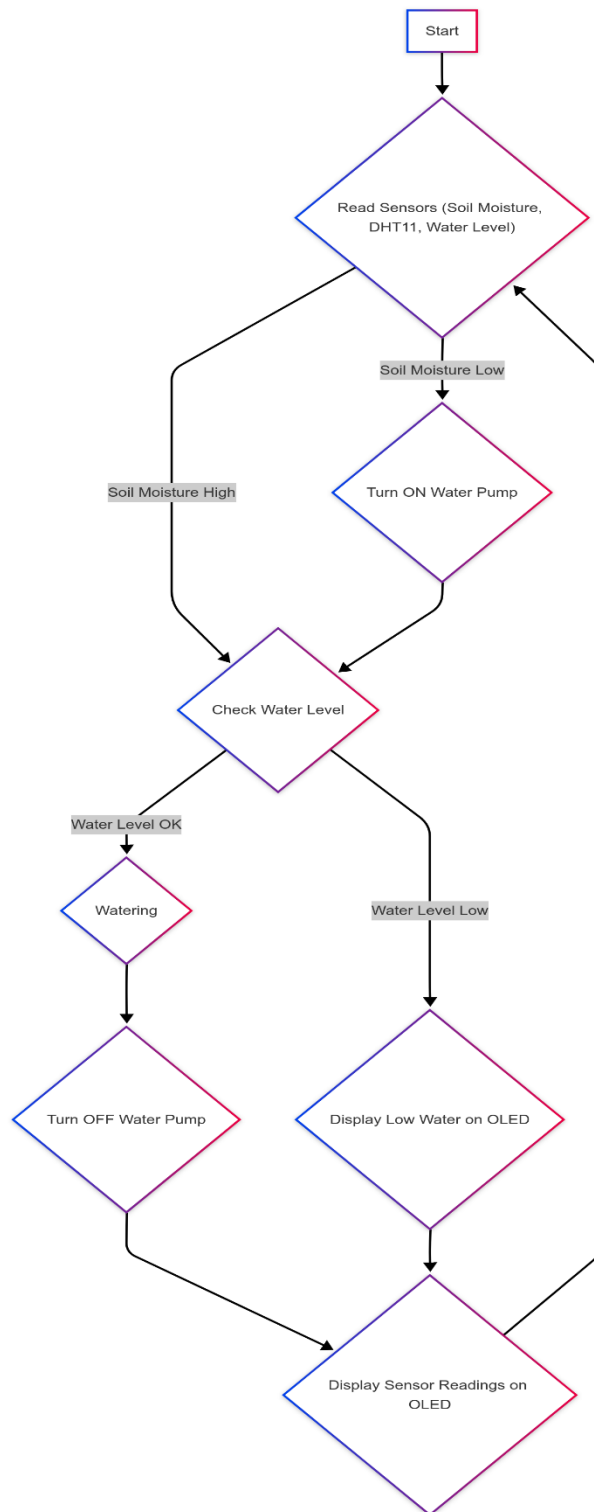 Start
Read Sensors (Soil Moisture,
DHT11, Water Level)
Soil Moisture Low
Soil Moisture High
Turn ON Water Pump
Check Water Level
Water Level OK
Watering
Water Level Low
Turn OFF Water Pump
Display Low Water on OLED
Display Sensor Readings on
OLED